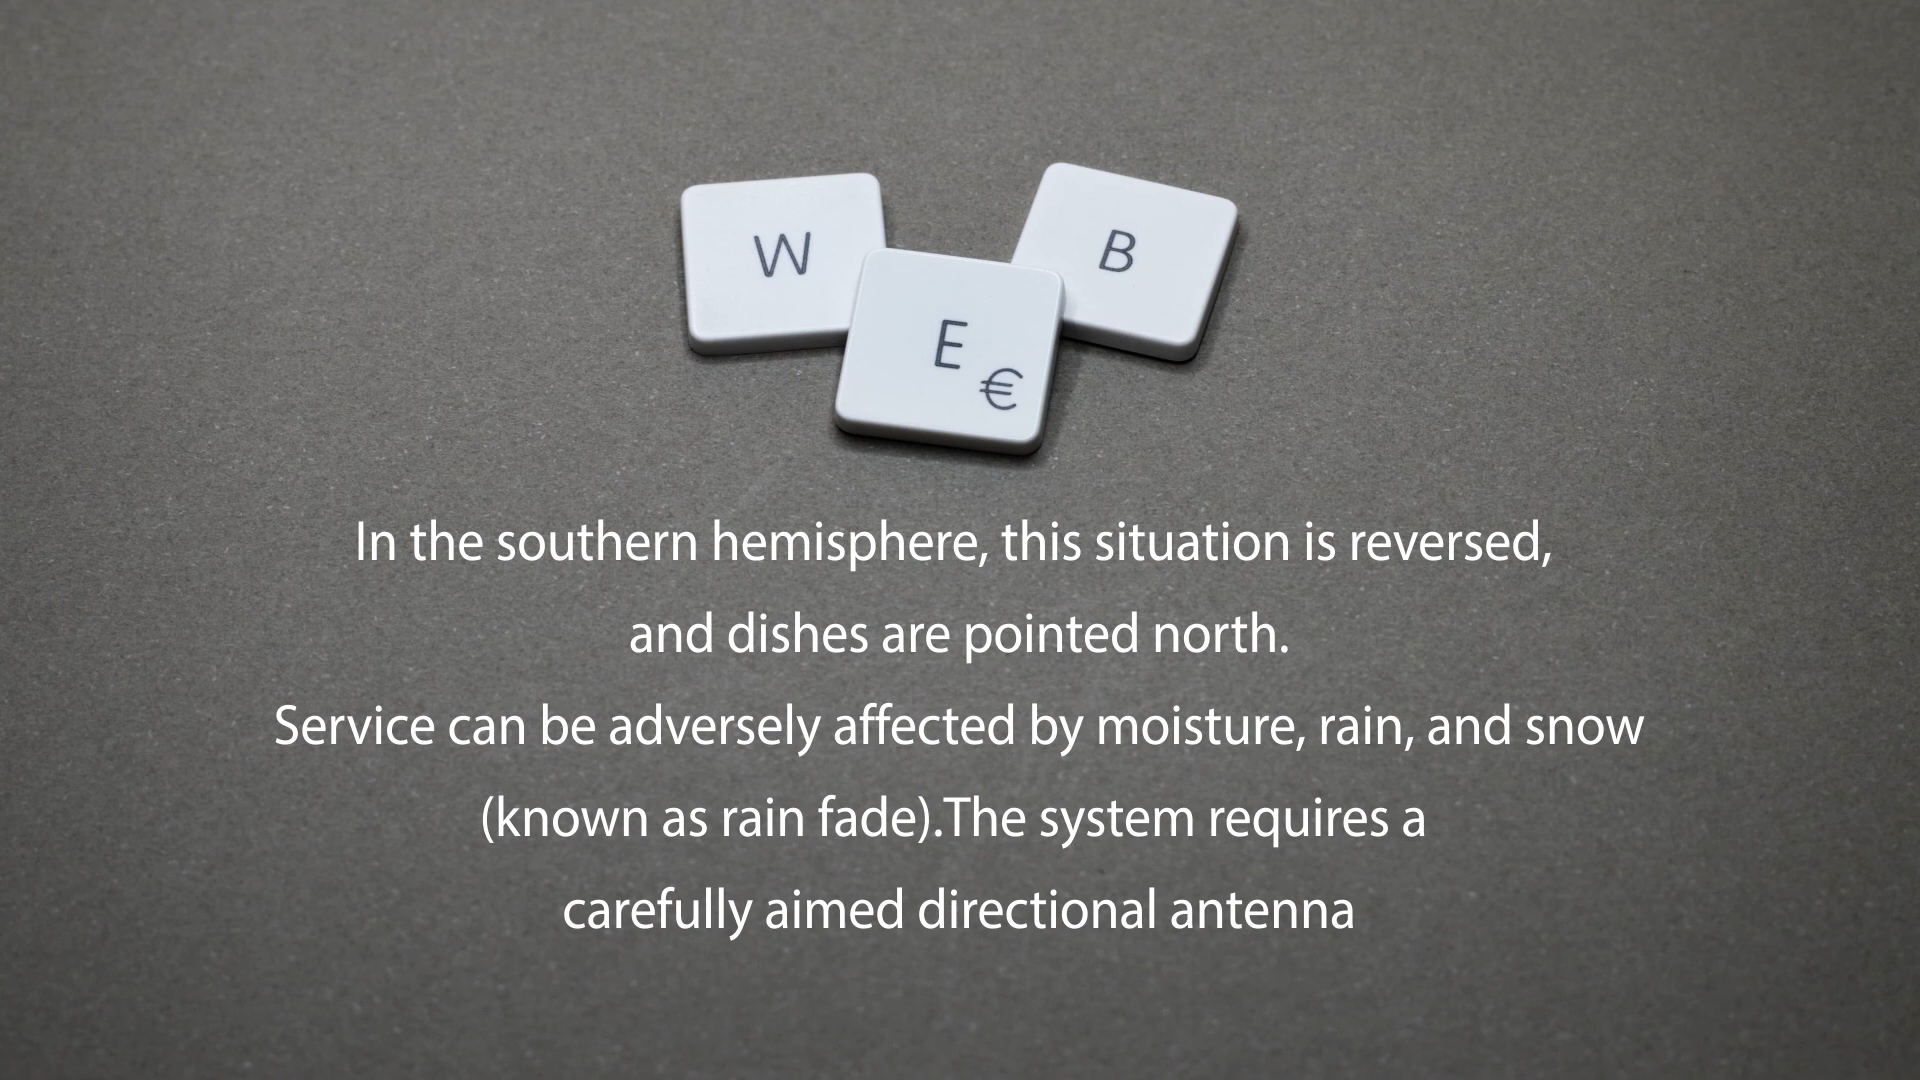 W E B
€
In the southern hemisphere, this situation is reversed,
and dishes are pointed north.
Service can be adversely affected by moisture, rain, and snow
(known as rain fade).The system requires a
carefully aimed directional antenna